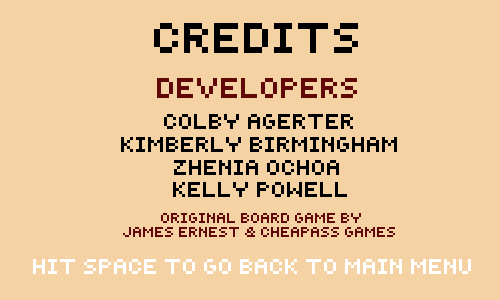 CREDITS
DEVELOPERS
COLBY AGERTER
KIMBERLY BIRMINGHAM
ZHENIA OCHOA
KELLY POWELL
ORIGINAL BOARD GAME BY
JAMES ERNEST & CHEAPASS GAMES
HIT SPACE TO GO BACK TO MAIN MENU